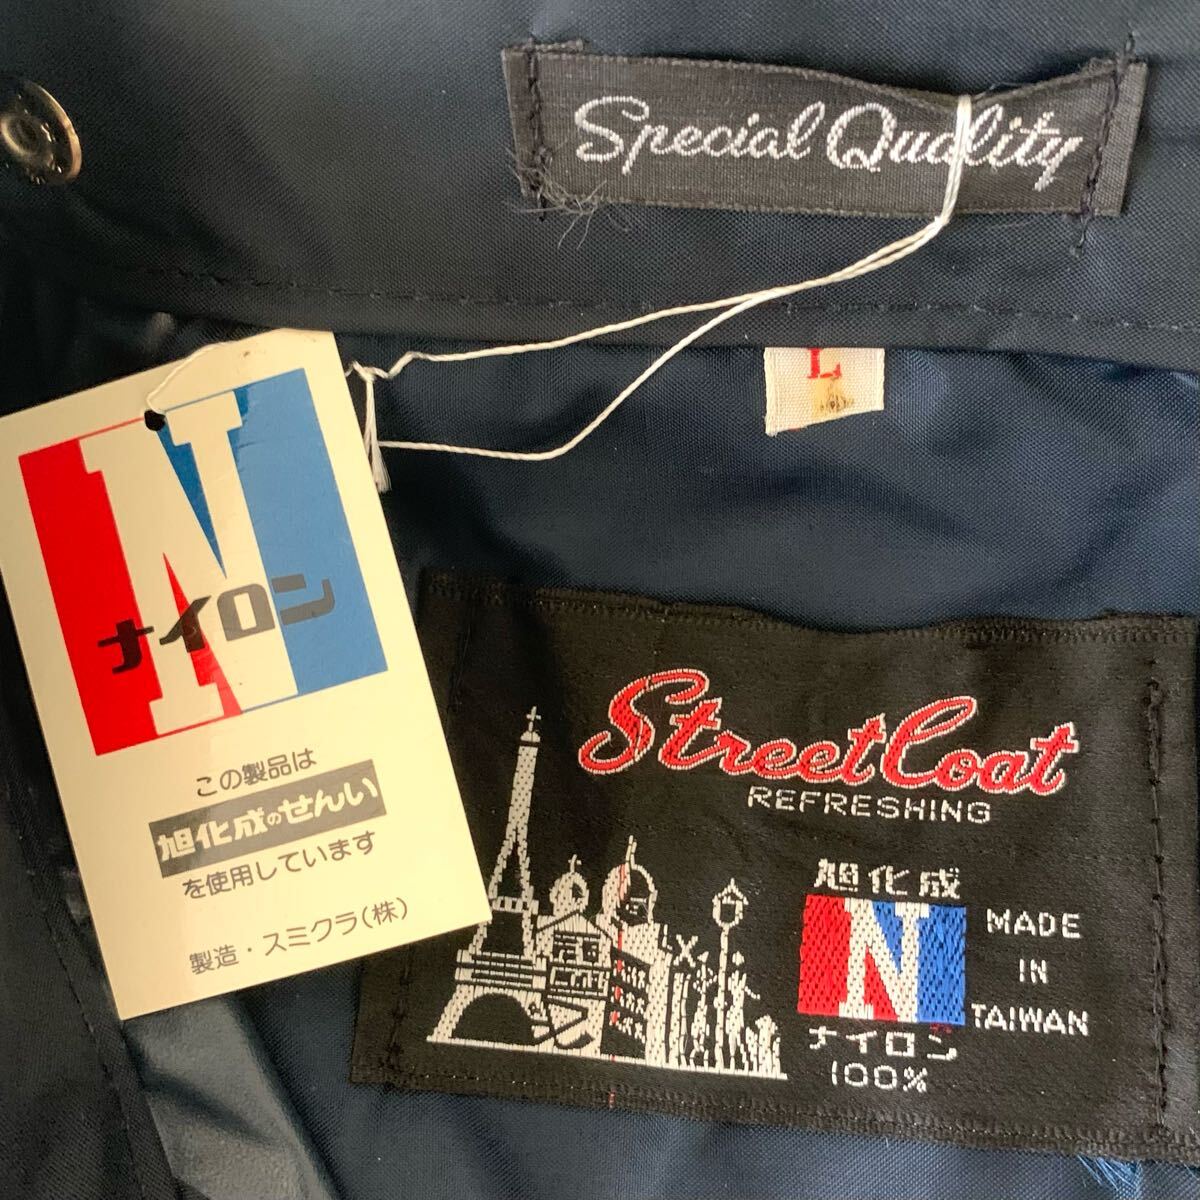 Special Quality
L
N
ナイロン
この製品は
旭化成のせんい
を使用しています
製造・スミクラ(株)
Street Coat
REFRESHING
旭化成
N
ナイロン
100%
MADE
IN
TAIWAN